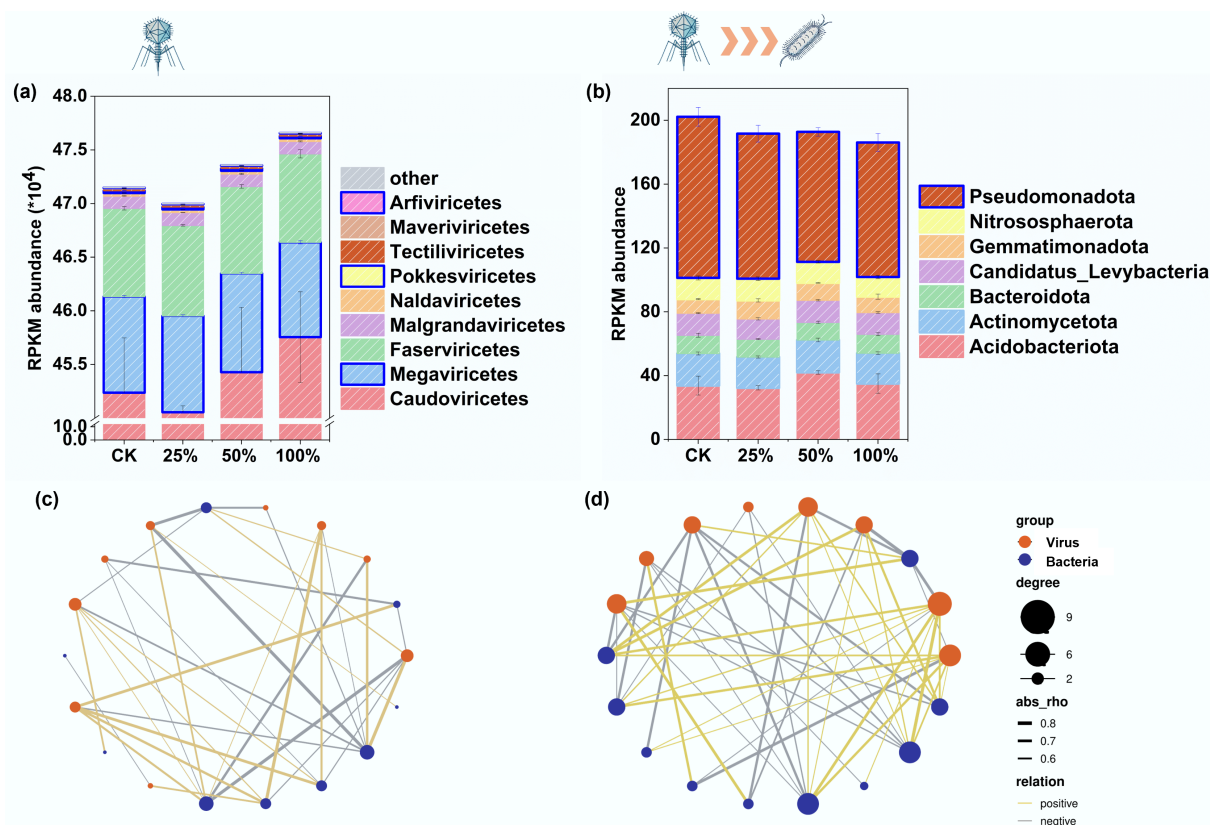 (a)
48.0
47.5
47.0
46.5
46.0
45.5
10.0
0.0
RPKM abundance (*10⁴)
CK 25% 50% 100%
other
Arfiviricetes
Maveriviricetes
Tectiliviricetes
Pokkesviricetes
Naldaviricetes
Malgrandaviricetes
Faserviricetes
Megaviricetes
Caudoviricetes
(b)
200
160
120
80
40
0
RPKM abundance
CK 25% 50% 100%
Pseudomonadota
Nitrososphaerota
Gemmatimonadota
Candidatus_Levybacteria
Bacteroidota
Actinomycetota
Acidobacteriota
(c)
(d)
group
Virus
Bacteria
degree
9
6
2
abs_rho
0.8
0.7
0.6
relation
positive
negtive